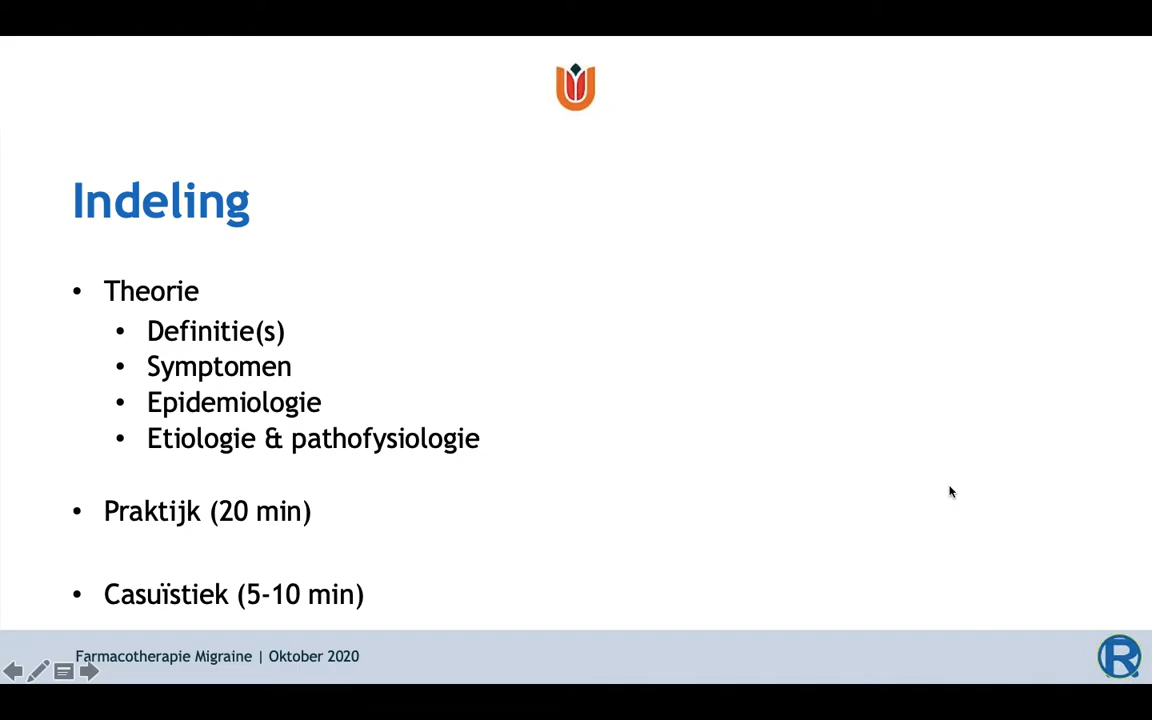 Indeling
• Theorie
• Definitie(s)
• Symptomen
• Epidemiologie
• Etiologie & pathofysiologie
• Praktijk (20 min)
• Casuïstiek (5-10 min)
Farmacotherapie Migraine | Oktober 2020
R